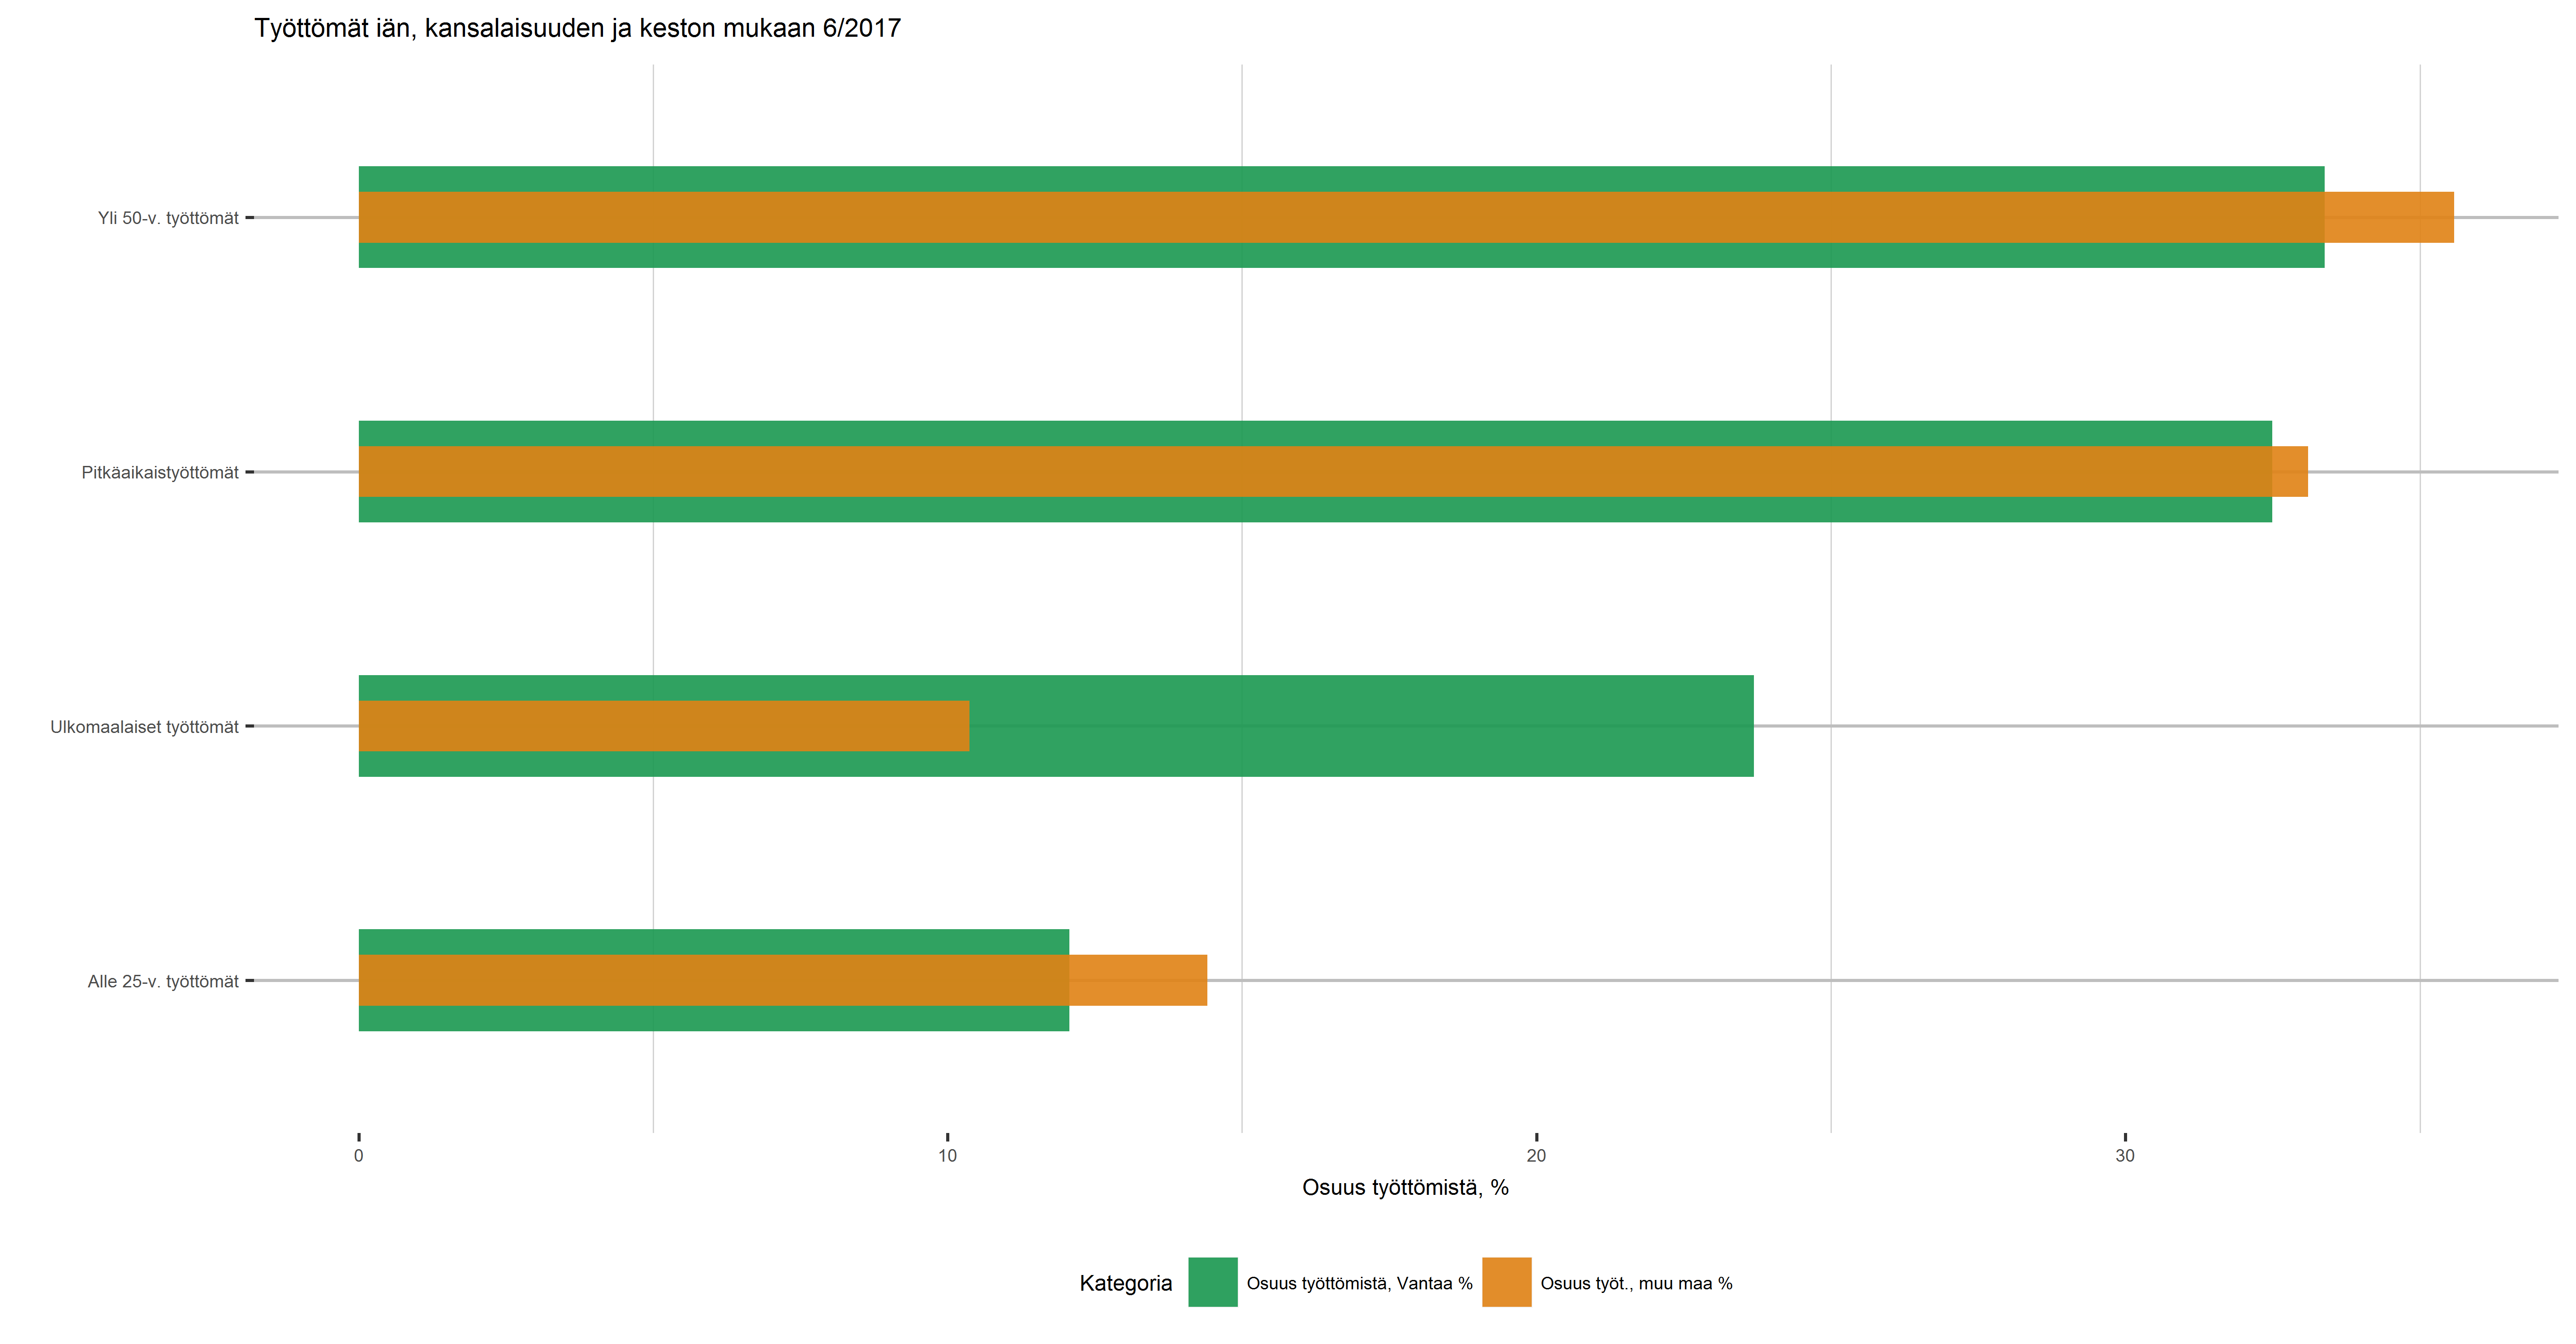 Työttömät iän, kansalaisuuden ja keston mukaan 6/2017
Yli 50-v. työttömät
Pitkäaikaistyöttömät
Ulkomaalaiset työttömät
Alle 25-v. työttömät
0 10 20 30
Osuus työttömistä, %
Kategoria Osuus työttömistä, Vantaa % Osuus työt., muu maa %